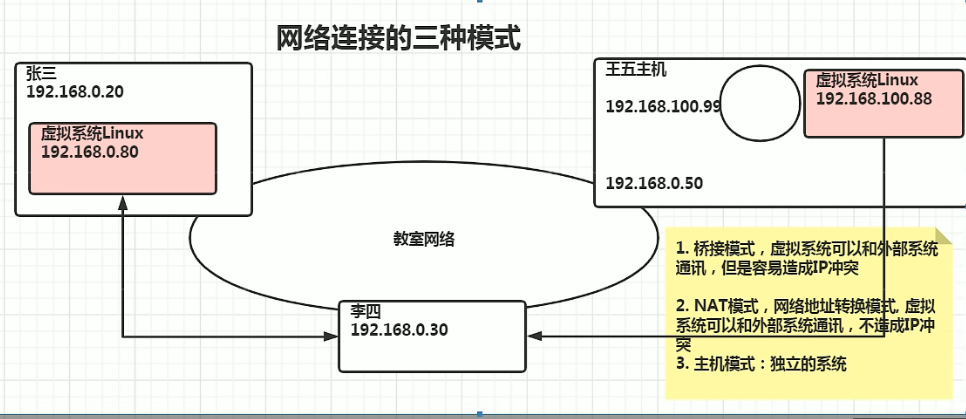 网络连接的三种模式
张三
192.168.0.20
虚拟系统Linux
192.168.0.80
王五主机
192.168.100.99
虚拟系统Linux
192.168.100.88
192.168.0.50
教室网络
李四
192.168.0.30
1. 桥接模式，虚拟系统可以和外部系统
通讯，但是容易造成IP冲突
2. NAT模式，网络地址转换模式, 虚拟
系统可以和外部系统通讯，不造成IP冲
突
3. 主机模式：独立的系统